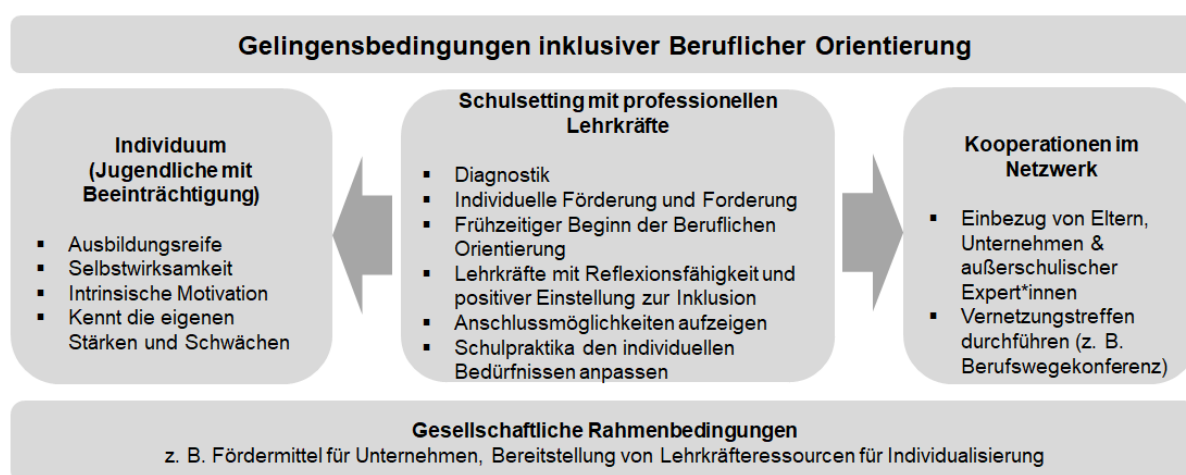 Gelingensbedingungen inklusiver Beruflicher Orientierung
Individuum
(Jugendliche mit
Beeinträchtigung)
▪ Ausbildungsreife
▪ Selbstwirksamkeit
▪ Intrinsische Motivation
▪ Kennt die eigenen
Stärken und Schwächen
Schulsetting mit professionellen
Lehrkräfte
▪ Diagnostik
▪ Individuelle Förderung und Forderung
▪ Frühzeitiger Beginn der Beruflichen
Orientierung
▪ Lehrkräfte mit Reflexionsfähigkeit und
positiver Einstellung zur Inklusion
▪ Anschlussmöglichkeiten aufzeigen
▪ Schulpraktika den individuellen
Bedürfnissen anpassen
Kooperationen im
Netzwerk
▪ Einbezug von Eltern,
Unternehmen &
außerschulischer
Expert*innen
▪ Vernetzungstreffen
durchführen (z. B.
Berufswegekonferenz)
Gesellschaftliche Rahmenbedingungen
z. B. Fördermittel für Unternehmen, Bereitstellung von Lehrkräfteressourcen für Individualisierung